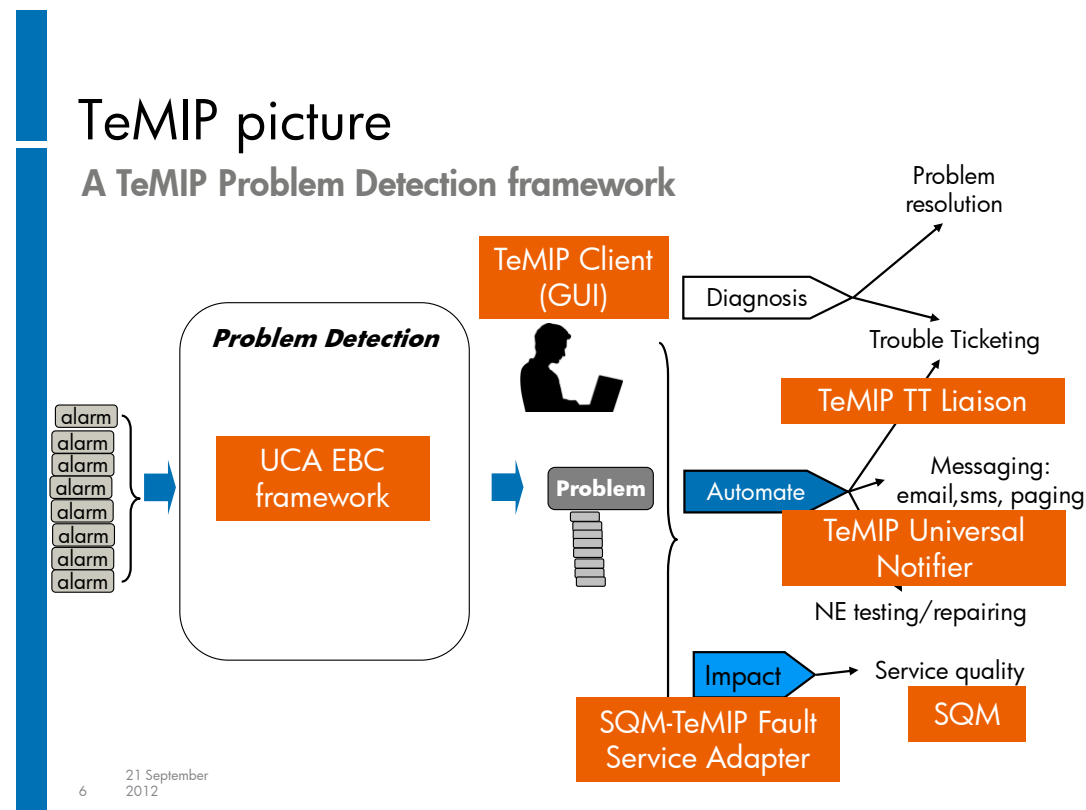 TeMIP picture
A TeMIP Problem Detection framework
Problem
resolution
TeMIP Client
(GUI)
Diagnosis
Problem Detection
Trouble Ticketing
TeMIP TT Liaison
alarm
alarm
alarm
alarm
alarm
alarm
alarm
alarm
UCA EBC
framework
Problem
Automate
Messaging:
email,sms, paging
TeMIP Universal
Notifier
NE testing/repairing
Impact
Service quality
SQM-TeMIP Fault
Service Adapter
SQM
6
21 September
2012